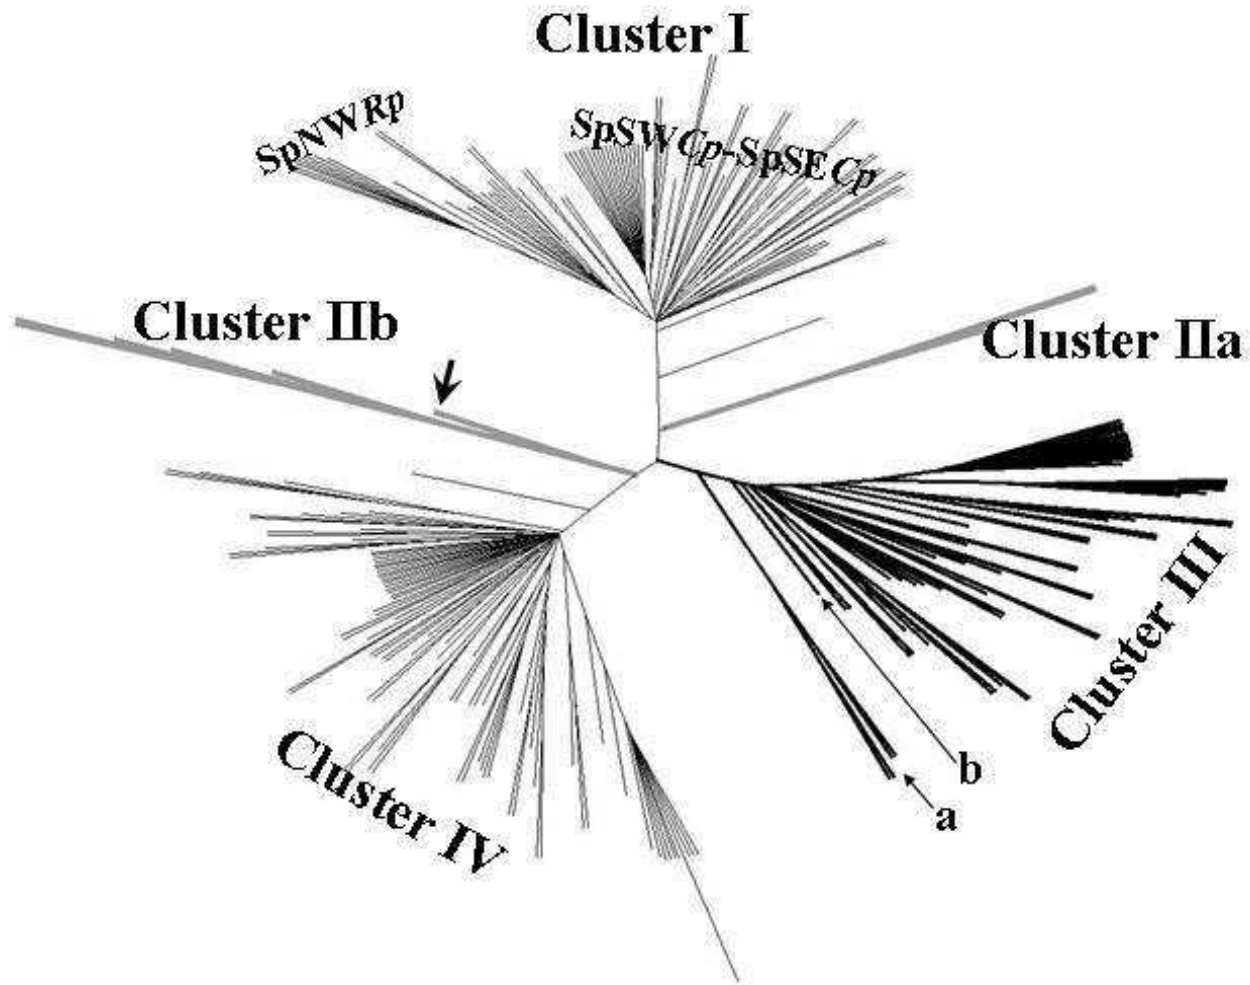 Cluster I
SpNWRp
SpSWCp-SpSECp
Cluster IIb
Cluster IIa
Cluster III
b
a
Cluster IV